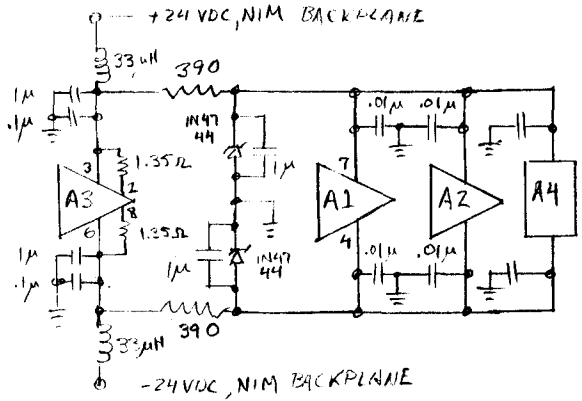 +24 VDC, NIM BACKPLANE
33μH
390
1μ
.1μ
1N47
44
1μ
.01μ .01μ
3
1.35Ω
A3
1
8
6
1.35Ω
7
A1
4
A2
A4
1μ
.1μ
1μ
1N47
44
.01μ .01μ
390
33μH
-24 VDC, NIM BACKPLANE